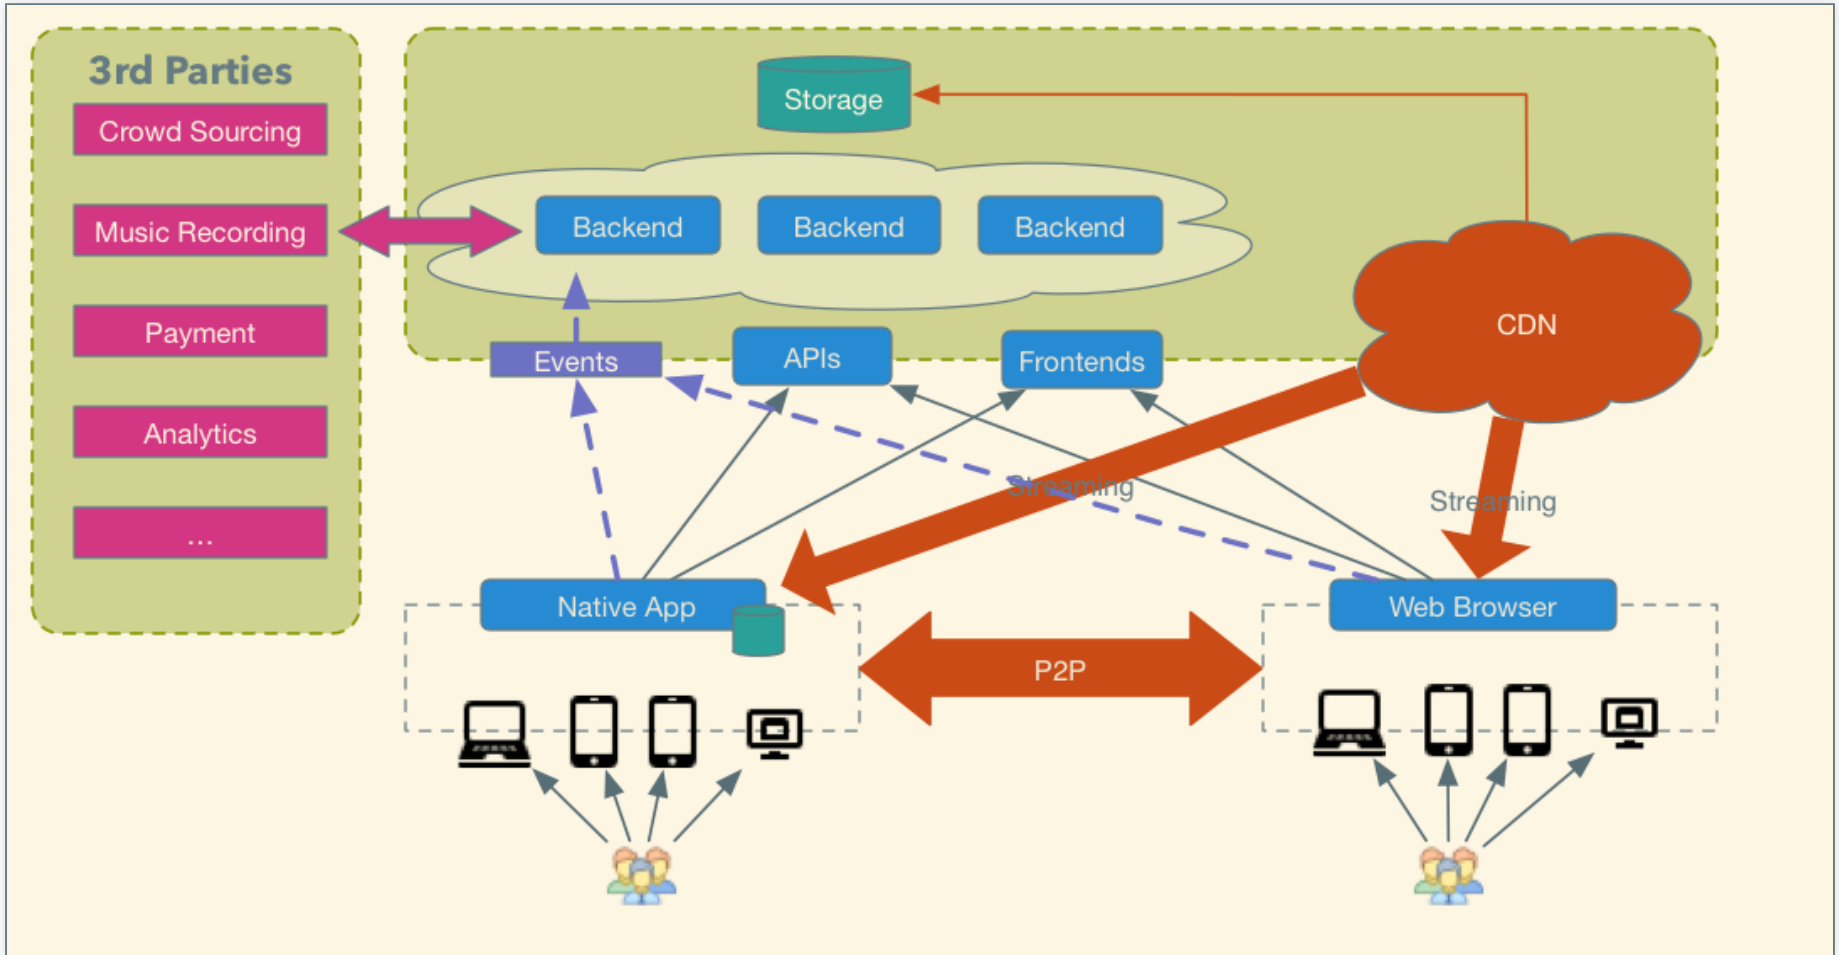 3rd Parties
Crowd Sourcing
Music Recording
Payment
Analytics
...
Storage
Backend
Backend
Backend
CDN
Events
APIs
Frontends
Streaming
Streaming
Native App
Web Browser
P2P